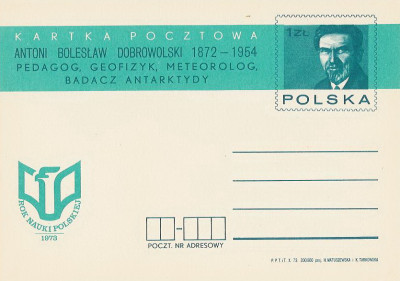 KARTKA POCZTOWA
1 ZŁ
ANTONI BOLESŁAW DOBROWOLSKI 1872 – 1954
PEDAGOG, GEOFIZYK, METEOROLOG,
BADACZ ANTARKTYDY
POLSKA
ROK NAUKI POLSKIEJ
1973
POCZT. NR ADRESOWY